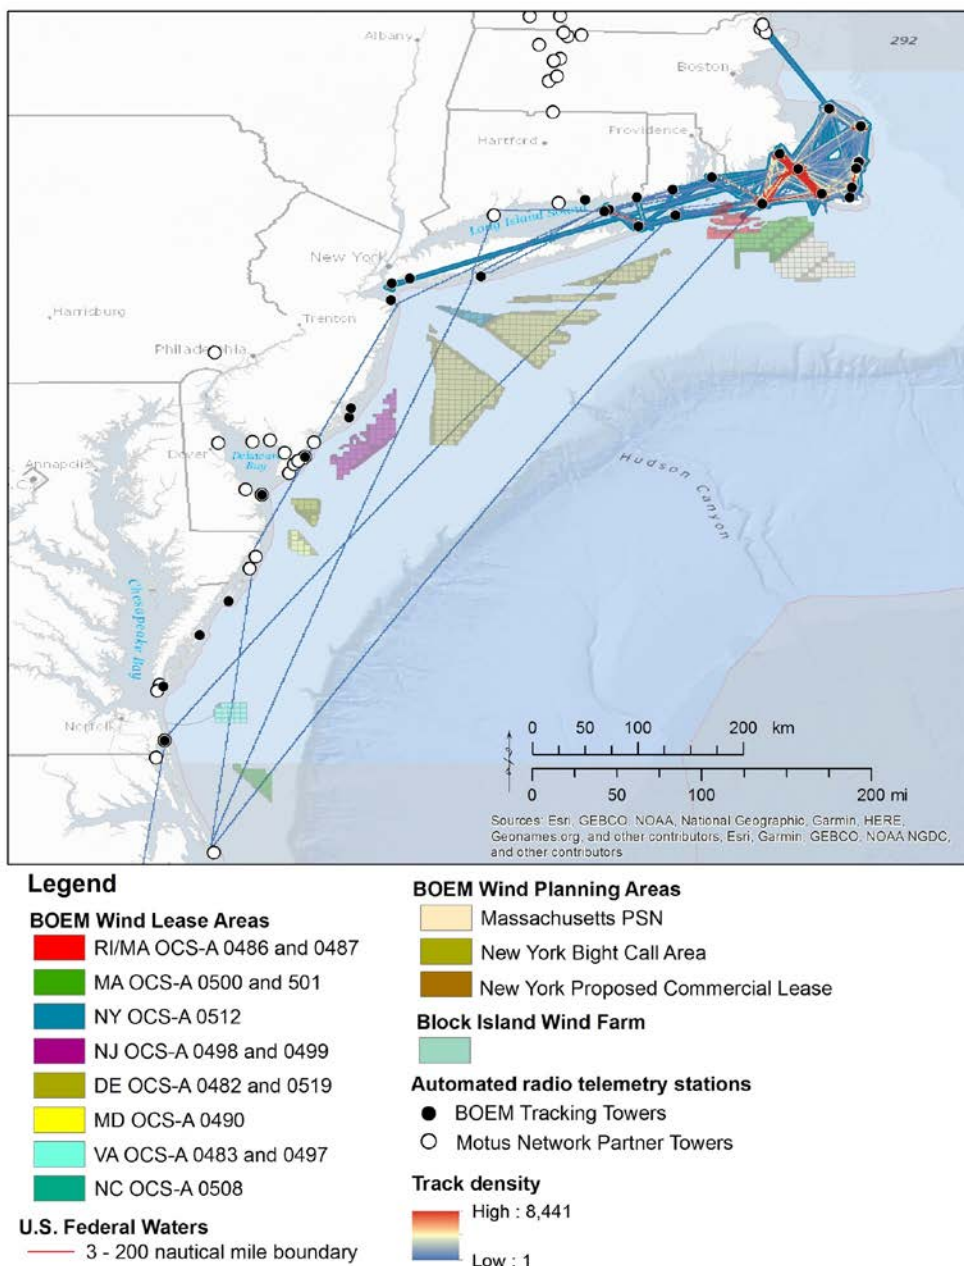 Albany
292
Boston
Hartford
Providence
Long Island Sound
New York
Harrisburg
Trenton
Philadelphia
Hudson Canyon
Annapolis
Dover
Delaware Bay
Chesapeake Bay
Norfolk
0 50 100 200 km
0 50 100 200 mi
Sources: Esri, GEBCO, NOAA, National Geographic, Garmin, HERE,
Geonames.org, and other contributors, Esri, Garmin, GEBCO, NOAA NGDC,
and other contributors
Legend
BOEM Wind Lease Areas
RI/MA OCS-A 0486 and 0487
MA OCS-A 0500 and 501
NY OCS-A 0512
NJ OCS-A 0498 and 0499
DE OCS-A 0482 and 0519
MD OCS-A 0490
VA OCS-A 0483 and 0497
NC OCS-A 0508
U.S. Federal Waters
3 - 200 nautical mile boundary
BOEM Wind Planning Areas
Massachusetts PSN
New York Bight Call Area
New York Proposed Commercial Lease
Block Island Wind Farm
Automated radio telemetry stations
BOEM Tracking Towers
Motus Network Partner Towers
Track density
High : 8,441
Low : 1